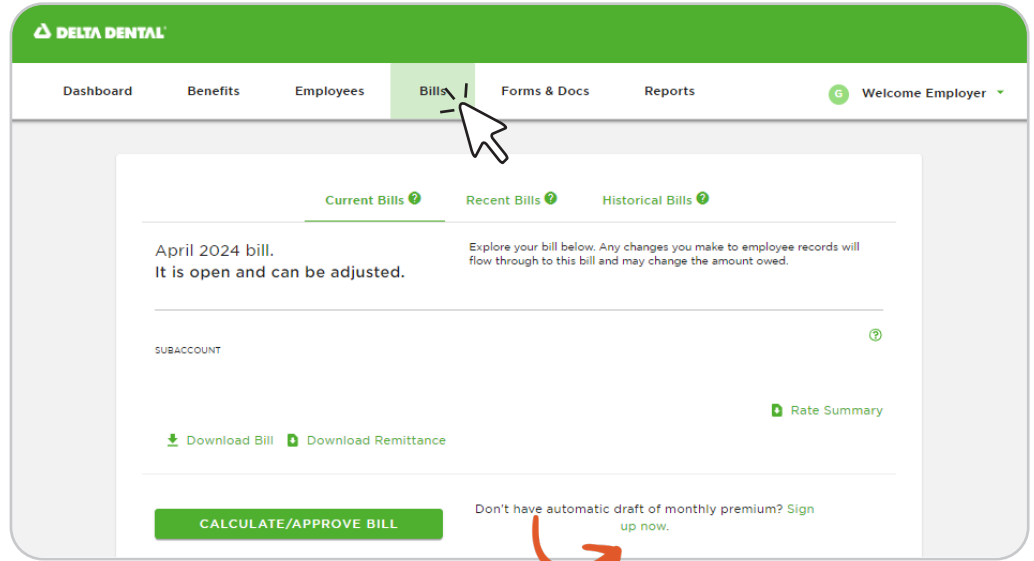 DELTA DENTAL
Dashboard Benefits Employees Bills Forms & Docs Reports G Welcome Employer
Current Bills ? Recent Bills ? Historical Bills ?
April 2024 bill.
It is open and can be adjusted.
Explore your bill below. Any changes you make to employee records will
flow through to this bill and may change the amount owed.
?
SUBACCOUNT
Rate Summary
Download Bill Download Remittance
CALCULATE/APPROVE BILL
Don't have automatic draft of monthly premium? Sign
up now.